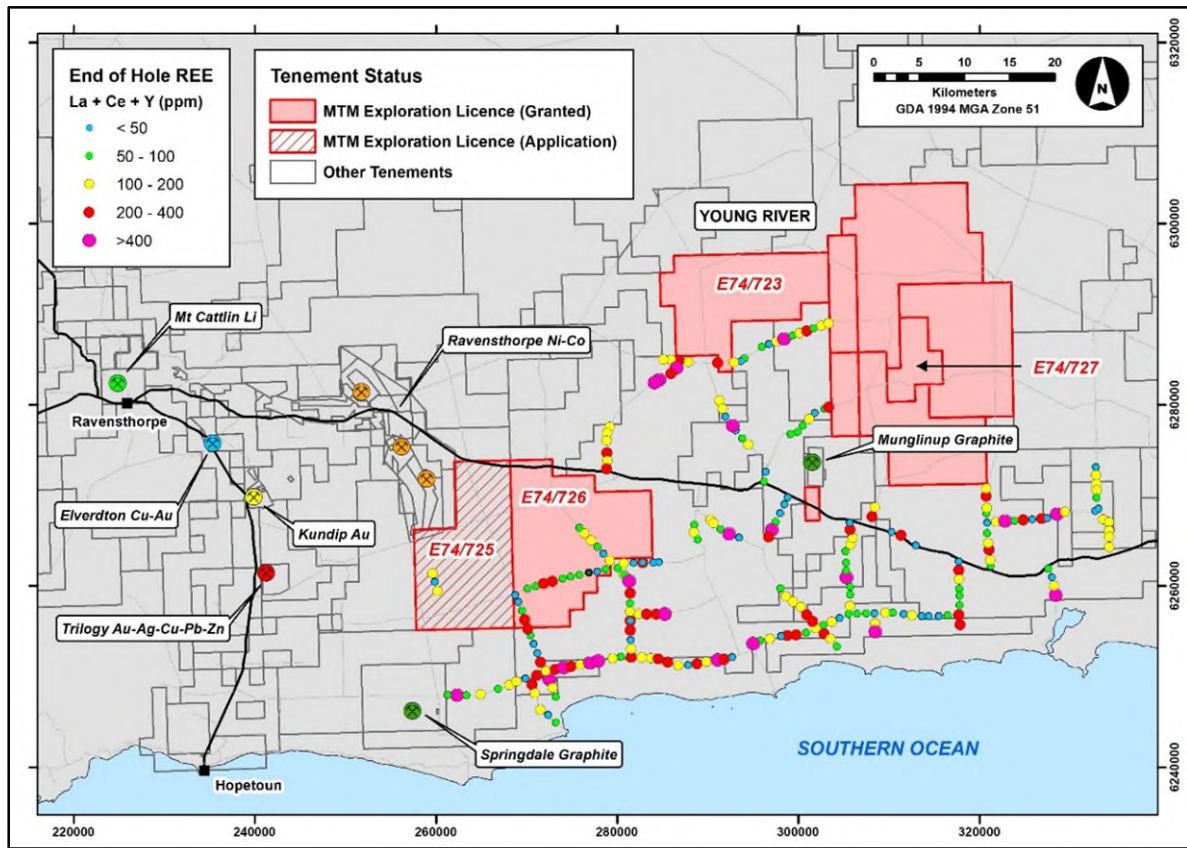 End of Hole REE
La + Ce + Y (ppm)
< 50
50 - 100
100 - 200
200 - 400
>400
Tenement Status
MTM Exploration Licence (Granted)
MTM Exploration Licence (Application)
Other Tenements
0 5 10 15 20
Kilometers
GDA 1994 MGA Zone 51
N
6320000
6300000
6280000
6260000
6240000
YOUNG RIVER
E74/723
Mt Cattlin Li
Ravensthorpe Ni-Co
E74/727
Ravensthorpe
Munglinup Graphite
E74/726
Elverdton Cu-Au
Kundip Au
E74/725
Trilogy Au-Ag-Cu-Pb-Zn
Springdale Graphite
SOUTHERN OCEAN
Hopetoun
220000
240000
260000
280000
300000
320000